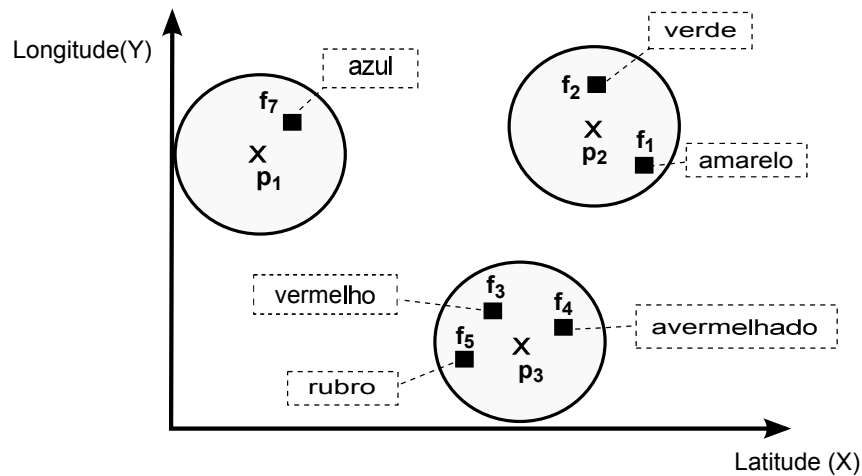 verde
Longitude(Y)
azul
f2
f7
f1
p2
amarelo
p1
vermelho
f3
f4
avermelhado
f5
p3
rubro
Latitude (X)